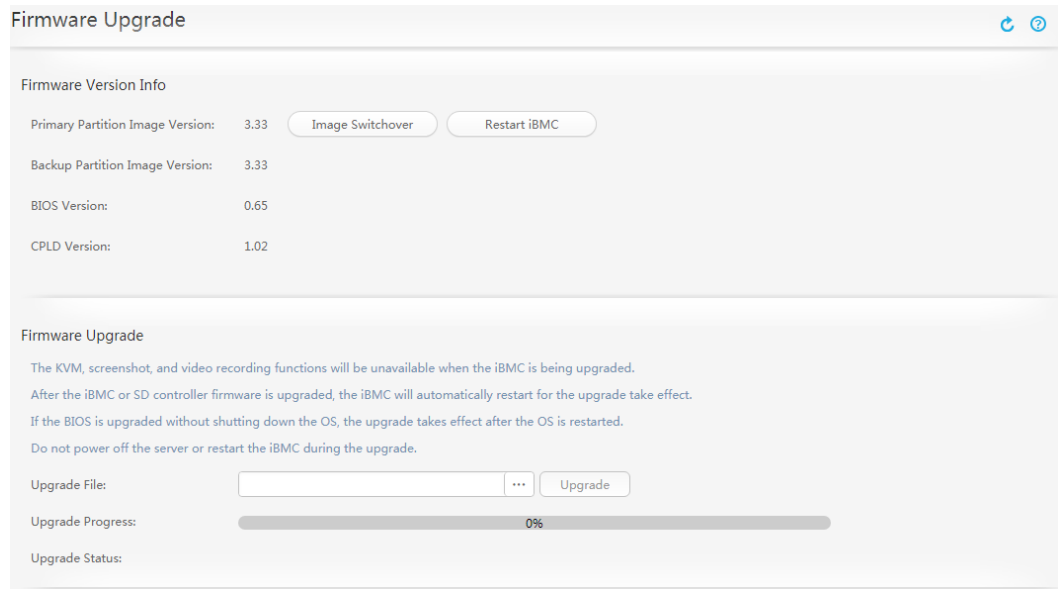 Firmware Upgrade
Firmware Version Info
Primary Partition Image Version: 3.33 Image Switchover Restart iBMC
Backup Partition Image Version: 3.33
BIOS Version: 0.65
CPLD Version: 1.02
Firmware Upgrade
The KVM, screenshot, and video recording functions will be unavailable when the iBMC is being upgraded.
After the iBMC or SD controller firmware is upgraded, the iBMC will automatically restart for the upgrade take effect.
If the BIOS is upgraded without shutting down the OS, the upgrade takes effect after the OS is restarted.
Do not power off the server or restart the iBMC during the upgrade.
Upgrade File: ... Upgrade
Upgrade Progress: 0%
Upgrade Status: